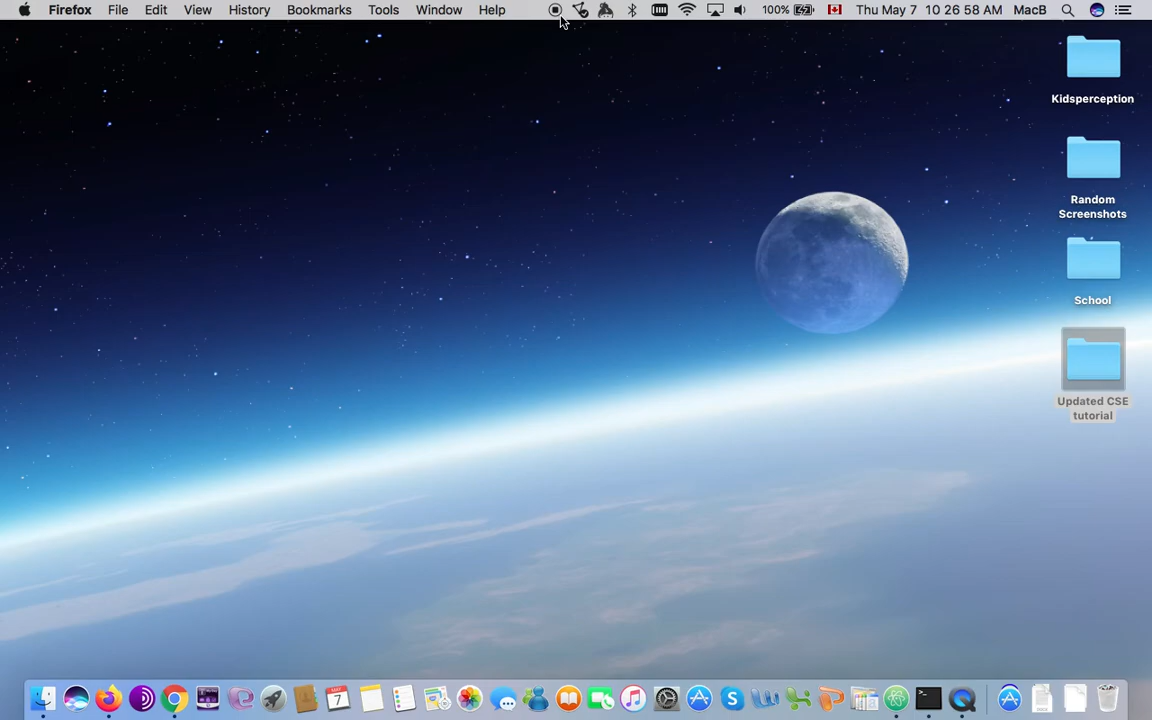 Firefox File Edit View History Bookmarks Tools Window Help 100% Thu May 7 10 26 58 AM MacB
Kidsperception
Random
Screenshots
School
Updated CSE
tutorial